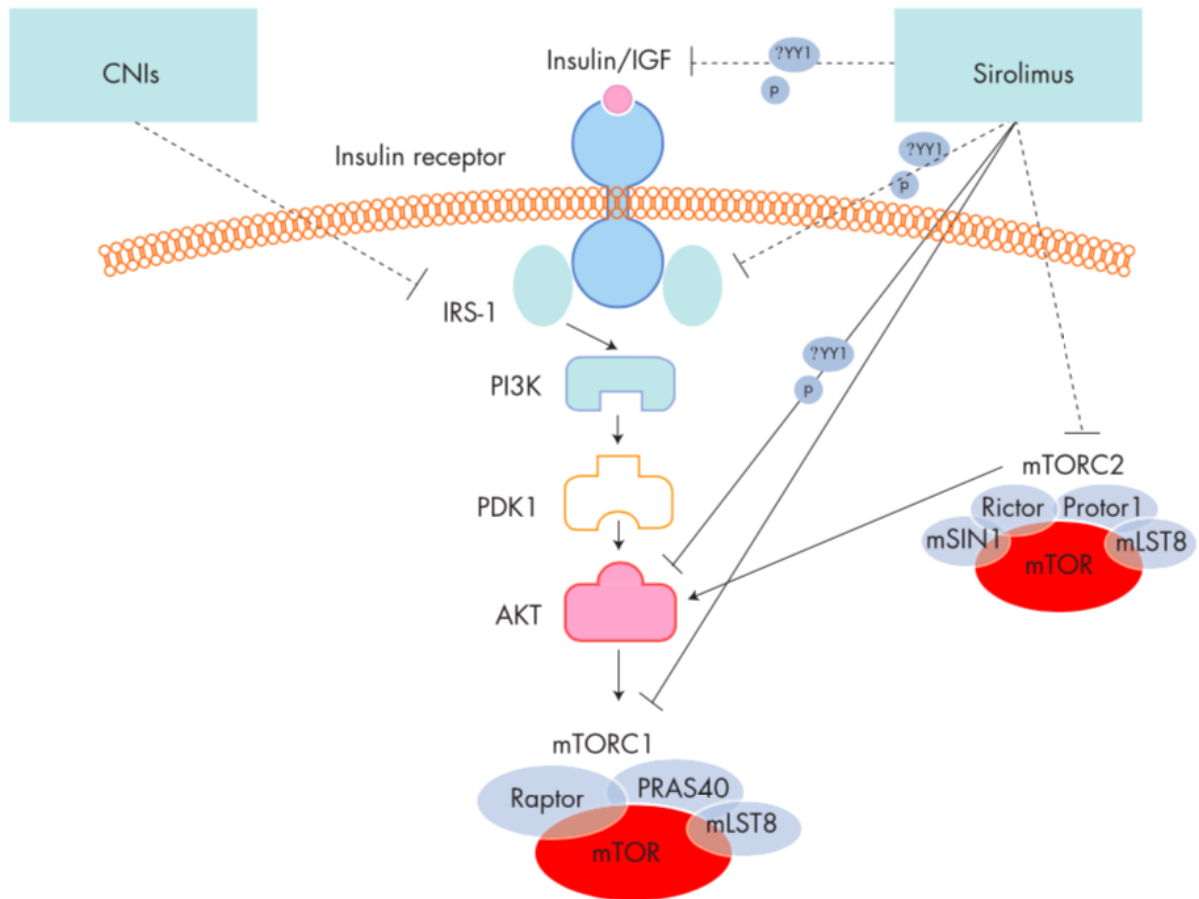 CNIs
Insulin/IGF
?YY1
p
Sirolimus
Insulin receptor
?YY1
p
IRS-1
PI3K
?YY1
p
mTORC2
Rictor
Protor1
mSIN1
mLST8
mTOR
PDK1
AKT
mTORC1
Raptor
PRAS40
mLST8
mTOR